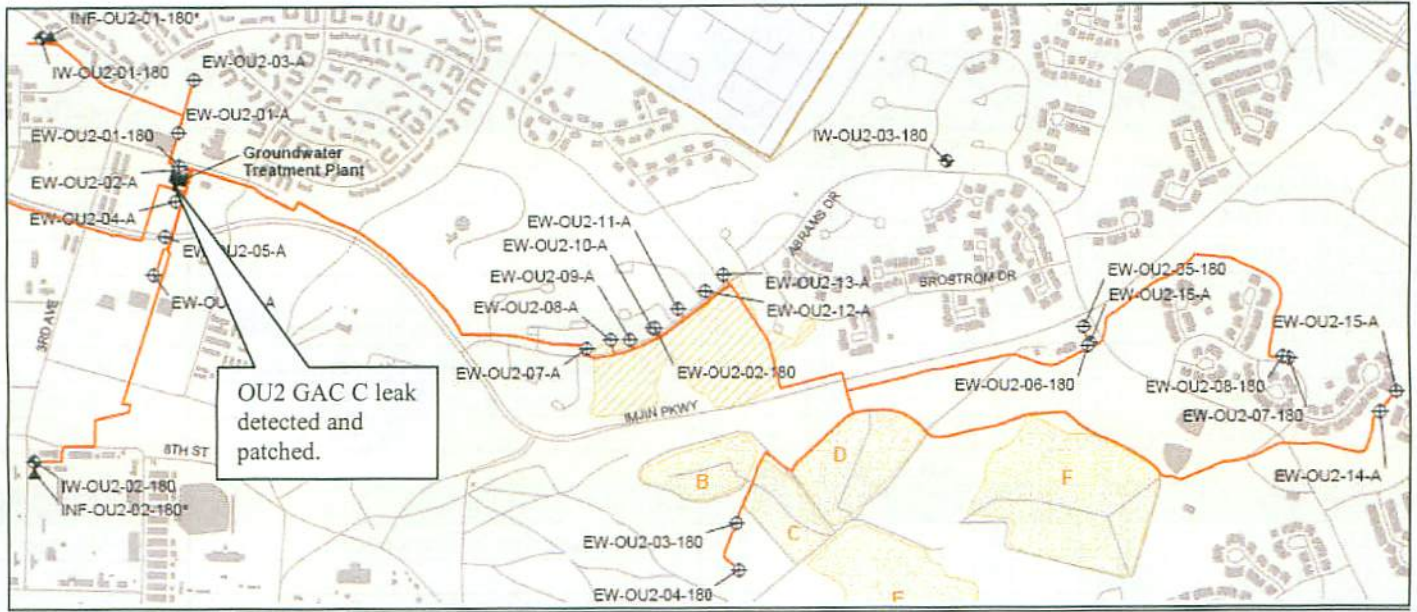 INF-OU2-01-180*
IW-OU2-01-180
EW-OU2-03-A
EW-OU2-01-A
EW-OU2-01-180
Groundwater
Treatment Plant
EW-OU2-02-A
EW-OU2-04-A
EW-OU2-05-A
3RD AVE
OU2 GAC C leak
detected and
patched.
8TH ST
IW-OU2-02-180
INF-OU2-02-180*
IW-OU2-03-180
ABRAMS DR
BROSTROM DR
EW-OU2-11-A
EW-OU2-10-A
EW-OU2-09-A
EW-OU2-08-A
EW-OU2-07-A
EW-OU2-13-A
EW-OU2-12-A
EW-OU2-02-180
IMJIN PKWY
EW-OU2-05-180
EW-OU2-16-A
EW-OU2-06-180
EW-OU2-15-A
EW-OU2-08-180
EW-OU2-07-180
EW-OU2-14-A
B
C
D
F
EW-OU2-03-180
EW-OU2-04-180